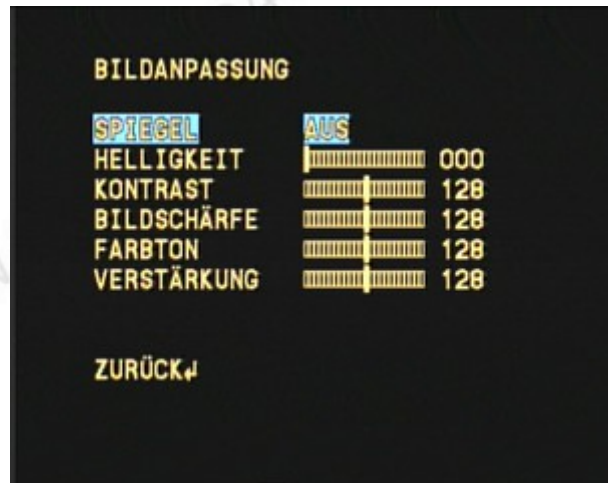 BILDANPASSUNG
SPIEGEL AUS
HELLIGKEIT 000
KONTRAST 128
BILDSCHÄRFE 128
FARBTON 128
VERSTÄRKUNG 128
ZURÜCK↲